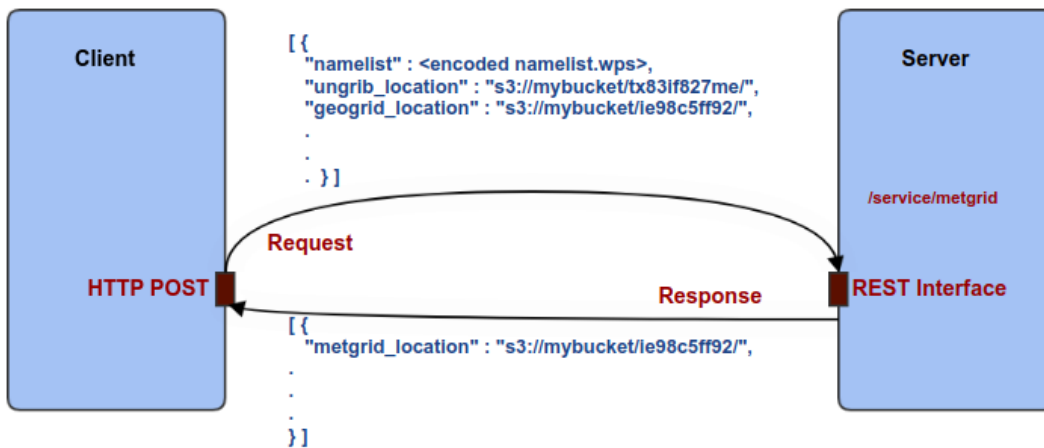 Client
[ {
"namelist" : <encoded namelist.wps>,
"ungrib_location" : "s3://mybucket/tx83lf827me/",
"geogrid_location" : "s3://mybucket/ie98c5ff92/",
.
.
. } ]
Server
/service/metgrid
Request
HTTP POST
Response
REST Interface
[ {
"metgrid_location" : "s3://mybucket/ie98c5ff92/",
.
.
.
} ]